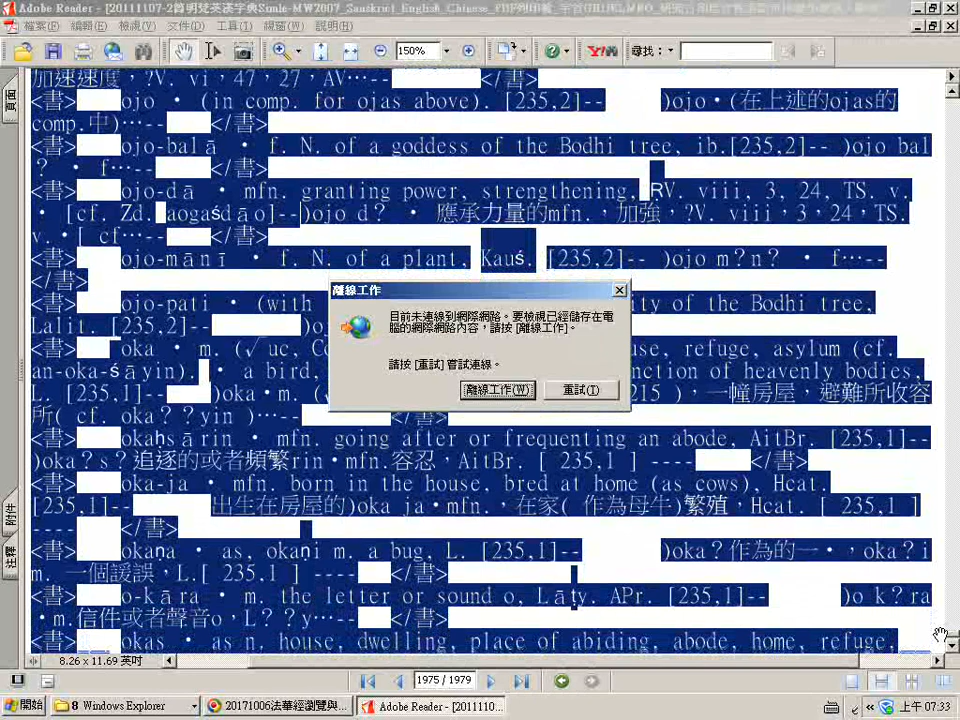 Adobe Reader - [20111107-2簡明梵英漢字典Sunle-MW2007_Sanskrit_English_Chinese_
檔案(F) 編輯(E) 檢視(V) 文件(D) 工具(T) 視窗(W) 說明(H)
150% Y! 尋找:
頁面
附件
註釋
加速速度，?V. vi，47，27，AV…-- </書>
<書> ojo • (in comp. for ojas above). [235,2]-- )ojo•(在上述的ojas的
comp.中)…-- </書>
<書> ojo-balā • f. N. of a goddess of the Bodhi tree, ib.[235,2]-- )ojo bal
? • f…-- </書>
<書> ojo-dā • mfn. granting power, strengthening, ṚV. viii, 3, 24, TS. v.
• [cf. Zd. aogaśdāo]--)ojo d? • 應承力量的mfn.，加強，?V. viii，3，24，TS.
v.•[ cf…-- </書>
<書> ojo-mānī • f. N. of a plant, Kauś. [235,2]-- )ojo m?n? • f…--
</書>
<書> ojo-pati • (with ity of the Bodhi tree,
Lalit. [235,2]-- )o
<書> oka • m. (√uc, Co use, refuge, asylum (cf.
an-oka-śāyin). • a bird, nction of heavenly bodies,
L. [235,1]-- )oka•m. 215 )，一幢房屋，避難所收容
所( cf. oka??yin )…-- </書>
<書> okaḥsārin • mfn. going after or frequenting an abode, AitBr. [235,1]--
)oka?s?追逐的或者頻繁rin•mfn.容忍，AitBr. [ 235,1 ] ---- </書>
<書> oka-ja • mfn. born in the house, bred at home (as cows), Hcat.
[235,1]-- 出生在房屋的)oka ja•mfn.，在家( 作為母牛)繁殖，Hcat. [ 235,1 ]
---- </書>
<書> okaṇa • as, okaṇi m. a bug, L. [235,1]-- )oka?作為的一•，oka?i
m. 一個諼誤，L.[ 235,1 ] ---- </書>
<書> o-kāra • m. the letter or sound o, Lāṭy. APr. [235,1]-- )o k?ra
•m.信件或者聲音o，L??y…-- </書>
<書> okas • as n. house, dwelling, place of abiding, abode, home, refuge,
離線工作
目前未連線到網際網路。要檢視已經儲存在電
腦的網際網路內容，請按 [離線工作]。
請按 [重試] 嘗試連線。
離線工作(W) 重試(T)
8.26 x 11.69 英吋
1975 / 1979
開始 8 Windows Explorer 20171006法華經瀏覽與... Adobe Reader - [2011110... 上午 07:33